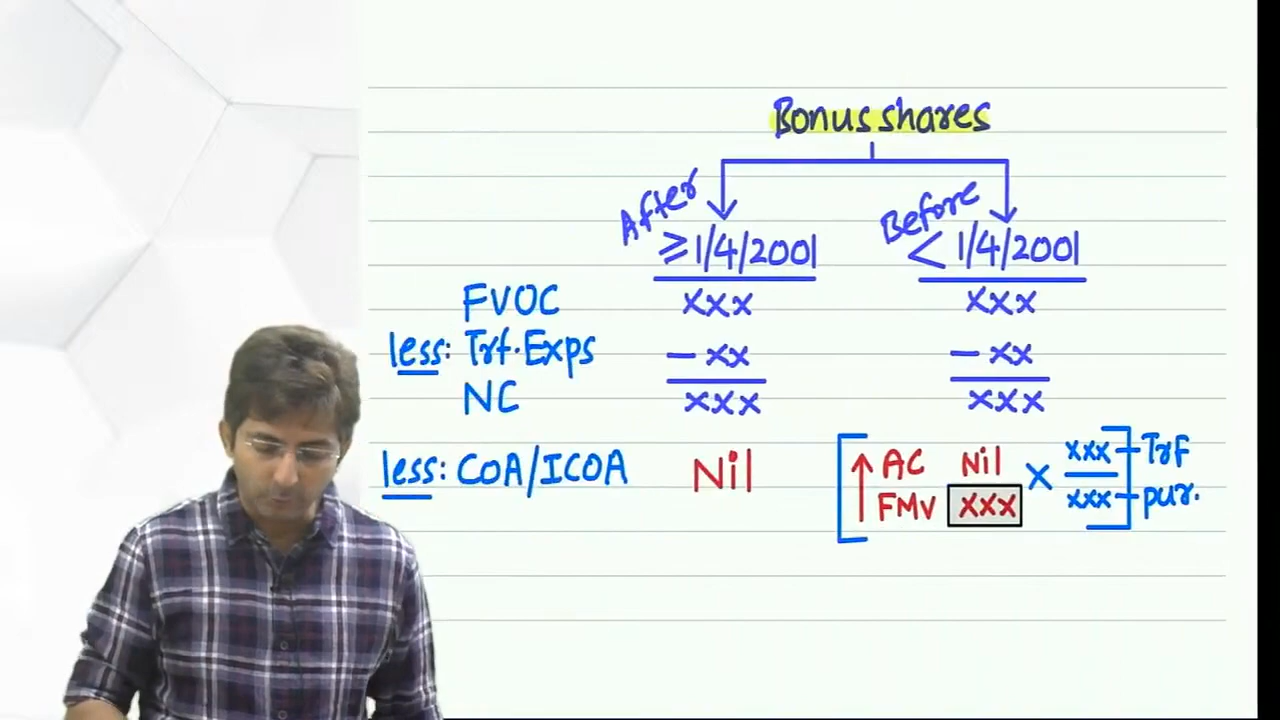 Bonus shares
After Before
≥1/4/2001 < 1/4/2001
FVOC xxx xxx
less: Trf. Exps — xx — xx
NC xxx xxx
less: COA/ICOA Nil [ ↑ AC Nil × xxx ] Trf
FMV xxx xxx pur.